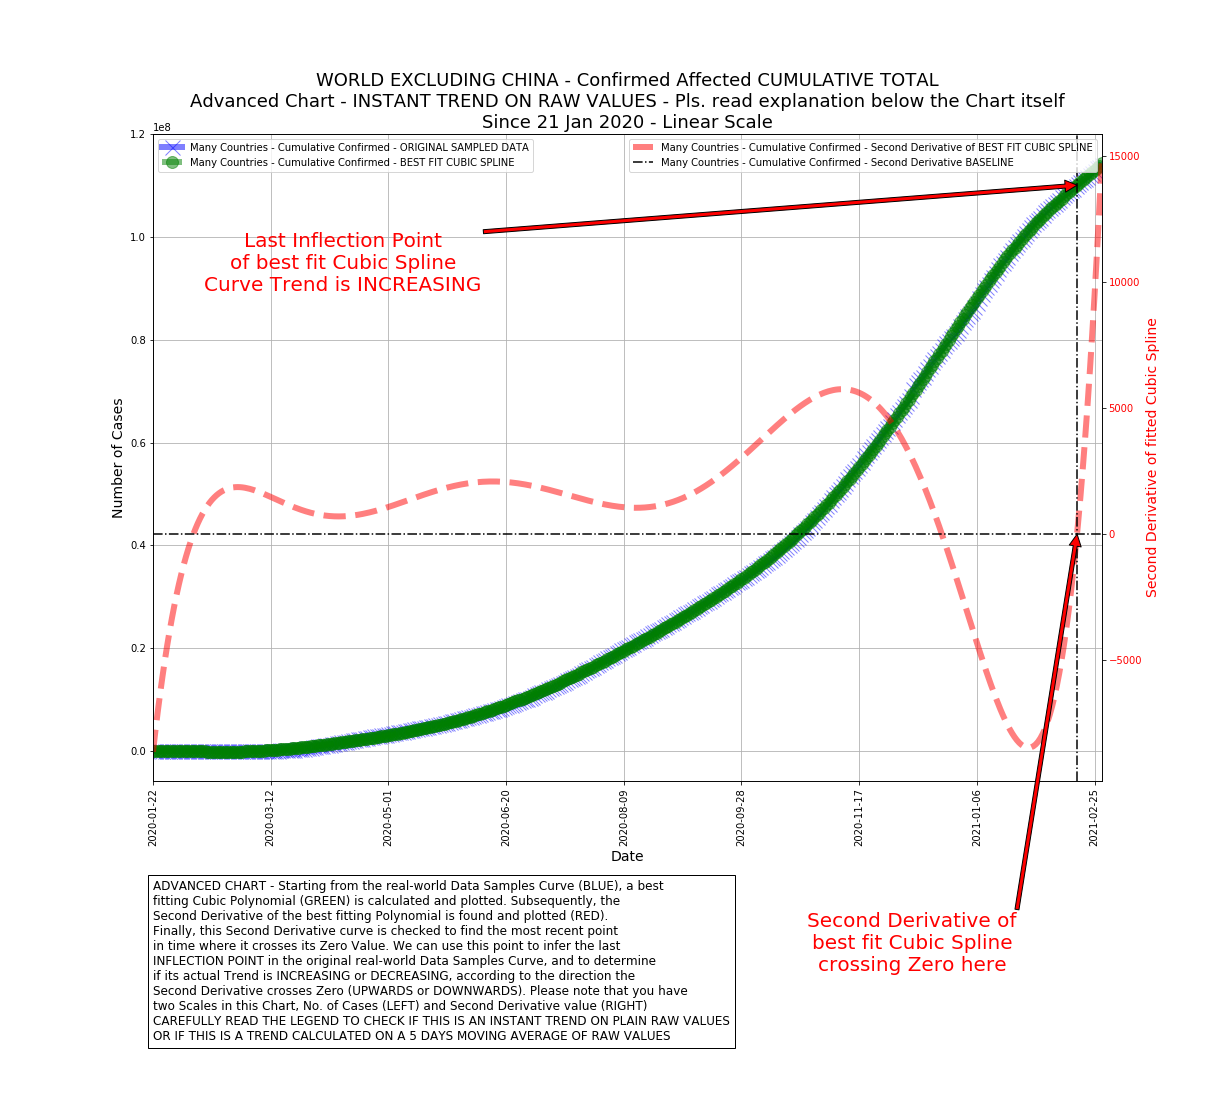 WORLD EXCLUDING CHINA - Confirmed Affected CUMULATIVE TOTAL
Advanced Chart - INSTANT TREND ON RAW VALUES - Pls. read explanation below the Chart itself
Since 21 Jan 2020 - Linear Scale
1e8
Many Countries - Cumulative Confirmed - ORIGINAL SAMPLED DATA
Many Countries - Cumulative Confirmed - BEST FIT CUBIC SPLINE
Many Countries - Cumulative Confirmed - Second Derivative of BEST FIT CUBIC SPLINE
Many Countries - Cumulative Confirmed - Second Derivative BASELINE
Last Inflection Point
of best fit Cubic Spline
Curve Trend is INCREASING
Number of Cases
1.2
1.0
0.8
0.6
0.4
0.2
0.0
15000
10000
5000
0
−5000
Second Derivative of fitted Cubic Spline
2020-01-22
2020-03-12
2020-05-01
2020-06-20
2020-08-09
2020-09-28
2020-11-17
2021-01-06
2021-02-25
Date
Second Derivative of
best fit Cubic Spline
crossing Zero here
ADVANCED CHART - Starting from the real-world Data Samples Curve (BLUE), a best
fitting Cubic Polynomial (GREEN) is calculated and plotted. Subsequently, the
Second Derivative of the best fitting Polynomial is found and plotted (RED).
Finally, this Second Derivative curve is checked to find the most recent point
in time where it crosses its Zero Value. We can use this point to infer the last
INFLECTION POINT in the original real-world Data Samples Curve, and to determine
if its actual Trend is INCREASING or DECREASING, according to the direction the
Second Derivative crosses Zero (UPWARDS or DOWNWARDS). Please note that you have
two Scales in this Chart, No. of Cases (LEFT) and Second Derivative value (RIGHT)
CAREFULLY READ THE LEGEND TO CHECK IF THIS IS AN INSTANT TREND ON PLAIN RAW VALUES
OR IF THIS IS A TREND CALCULATED ON A 5 DAYS MOVING AVERAGE OF RAW VALUES